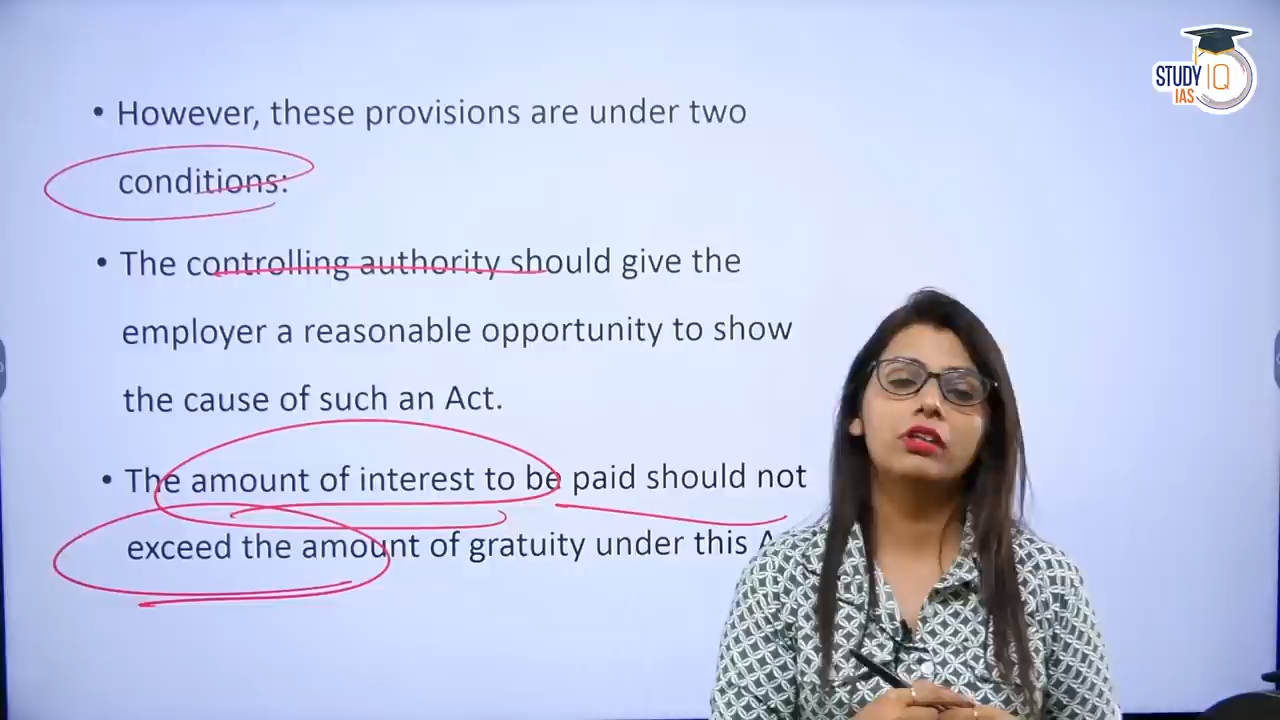 STUDY IQ
IAS
• However, these provisions are under two
conditions:
• The controlling authority should give the
employer a reasonable opportunity to show
the cause of such an Act.
• The amount of interest to be paid should not
exceed the amount of gratuity under this